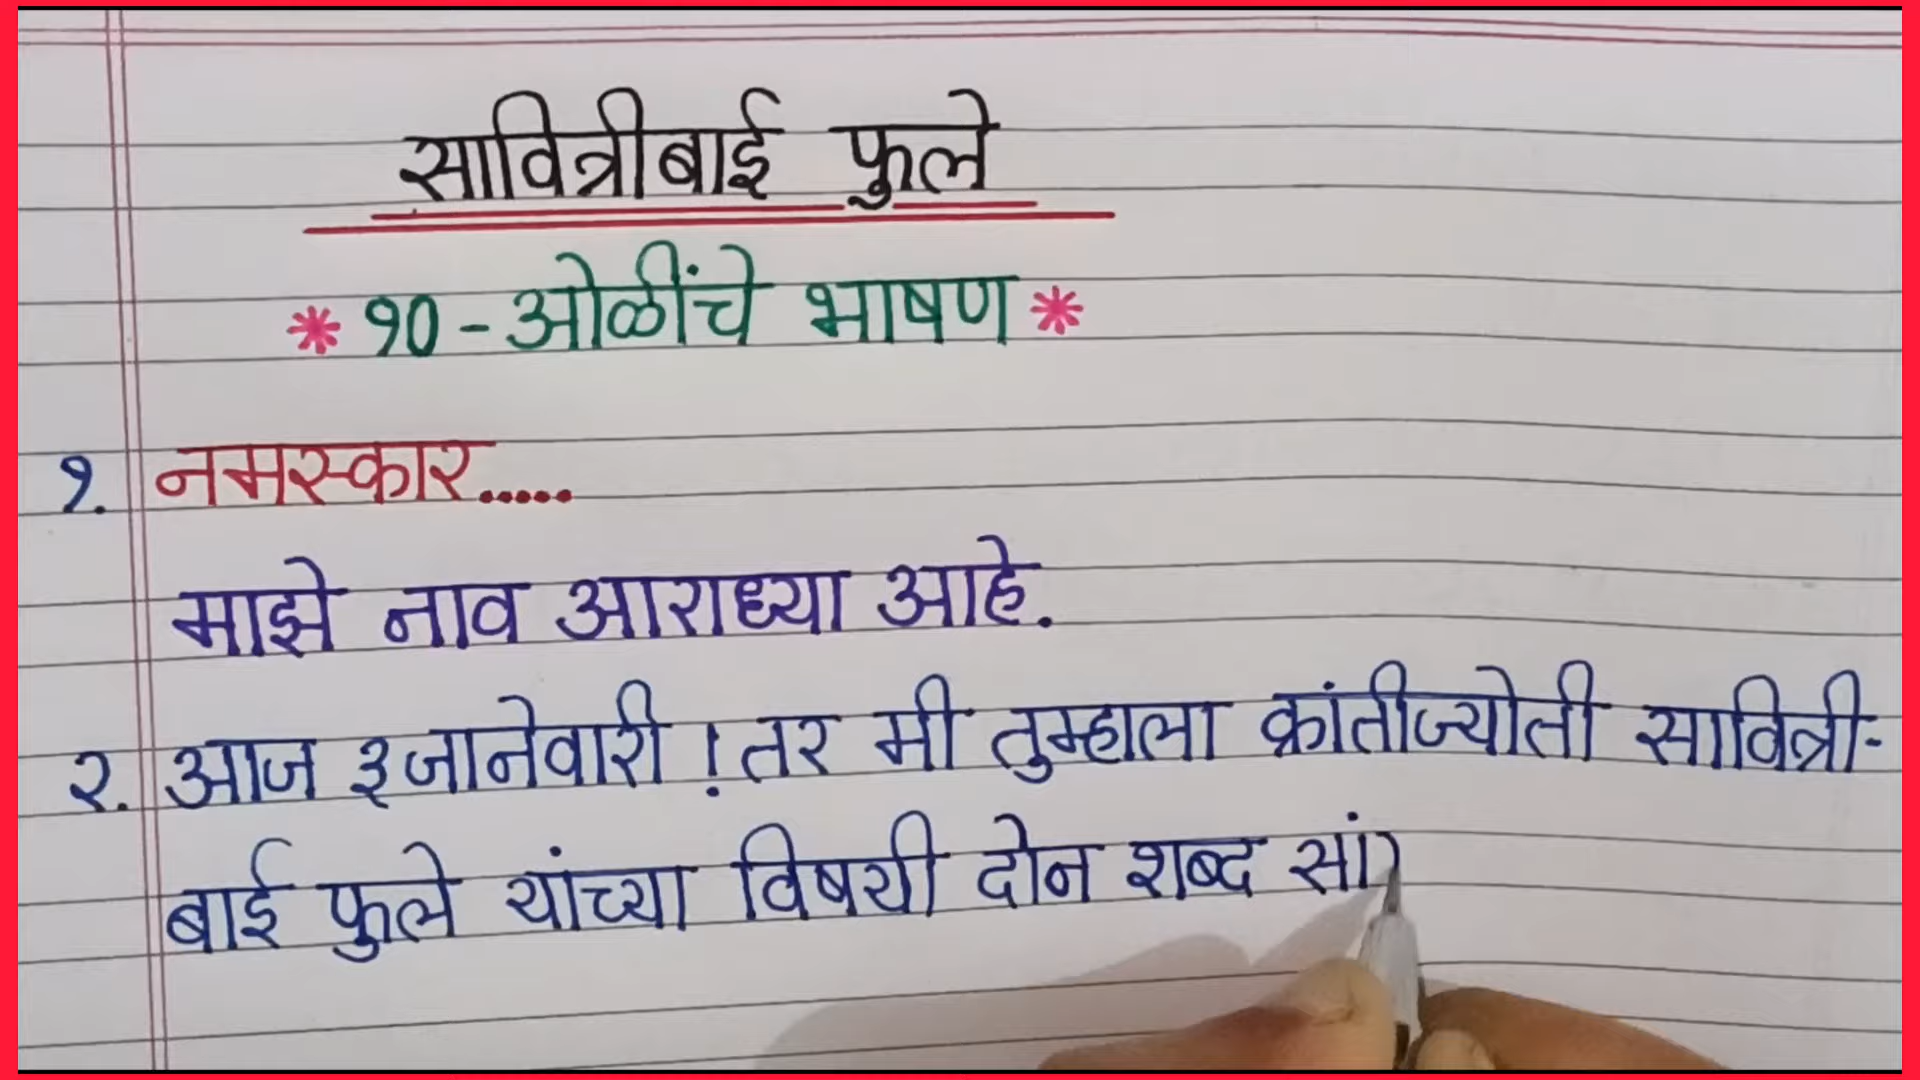 सावित्रीबाई फुले
* १० - ओळींचे भाषण *
१. नमस्कार.....
माझे नाव आराध्या आहे.
२. आज ३ जानेवारी ! तर मी तुम्हाला क्रांतीज्योती सावित्री-
बाई फुले यांच्या विषयी दोन शब्द सां